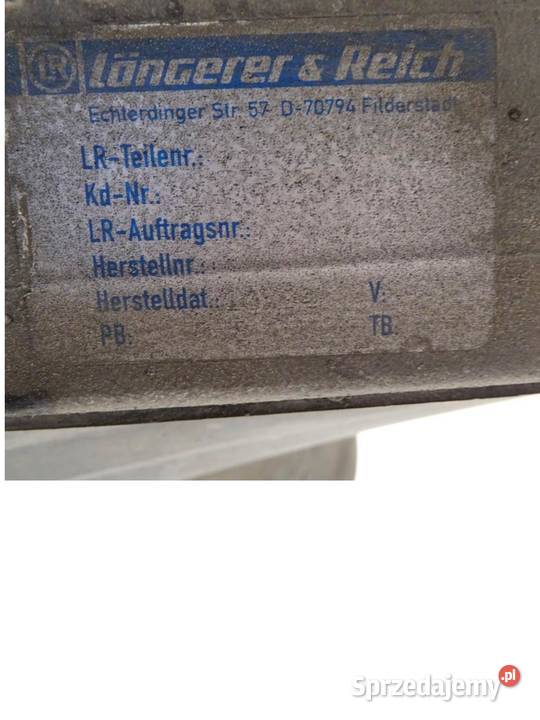 LR Längerer & Reich
Echterdinger Str. 57 D-70794 Filderstadt
LR-Teilenr.:
Kd-Nr.:
LR-Auftragsnr.:
Herstellnr.:
Herstelldat.: V:
PB: TB:
Sprzedajemy.pl